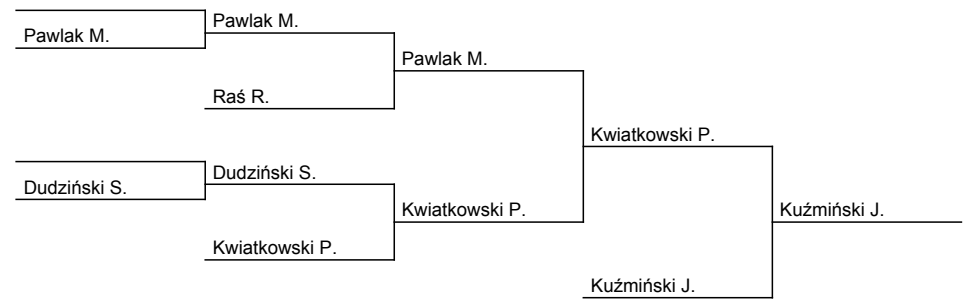 Pawlak M.
Pawlak M.
Pawlak M.
Raś R.
Kwiatkowski P.
Dudziński S.
Dudziński S.
Kwiatkowski P.
Kuźmiński J.
Kwiatkowski P.
Kuźmiński J.